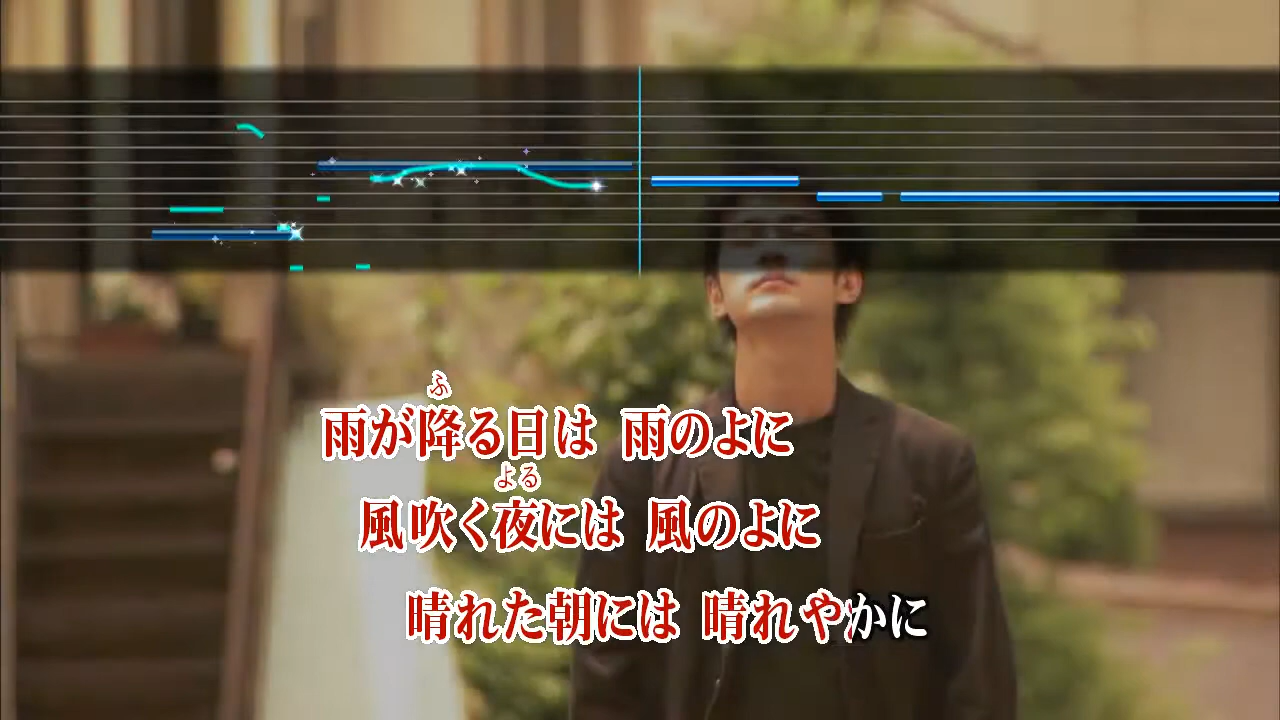 ふ
雨が降る日は 雨のよに
よる
風吹く夜には 風のよに
晴れた朝には 晴れやかに